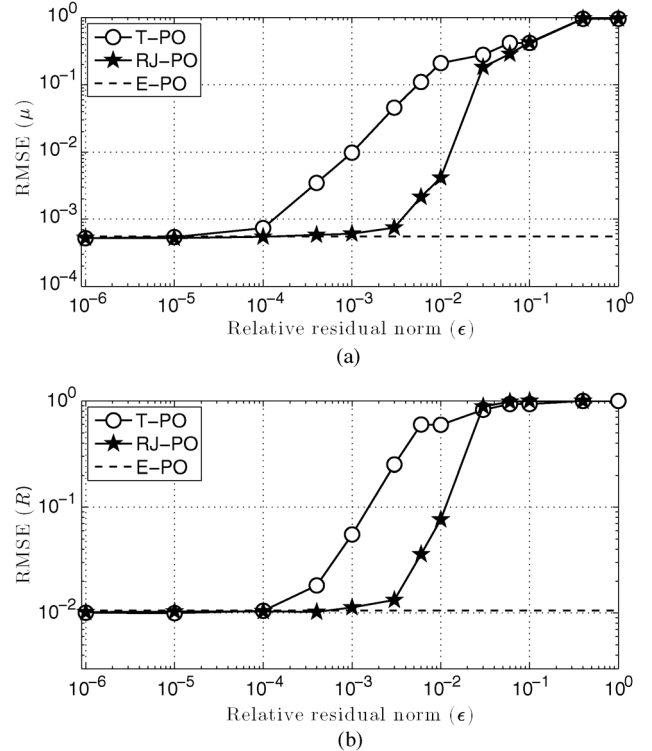 10^0
10^-1
10^-2
10^-3
10^-4
RMSE (μ)
T-PO
RJ-PO
E-PO
10^-6 10^-5 10^-4 10^-3 10^-2 10^-1 10^0
Relative residual norm (ϵ)
(a)
10^0
10^-1
10^-2
RMSE (R)
T-PO
RJ-PO
E-PO
10^-6 10^-5 10^-4 10^-3 10^-2 10^-1 10^0
Relative residual norm (ϵ)
(b)